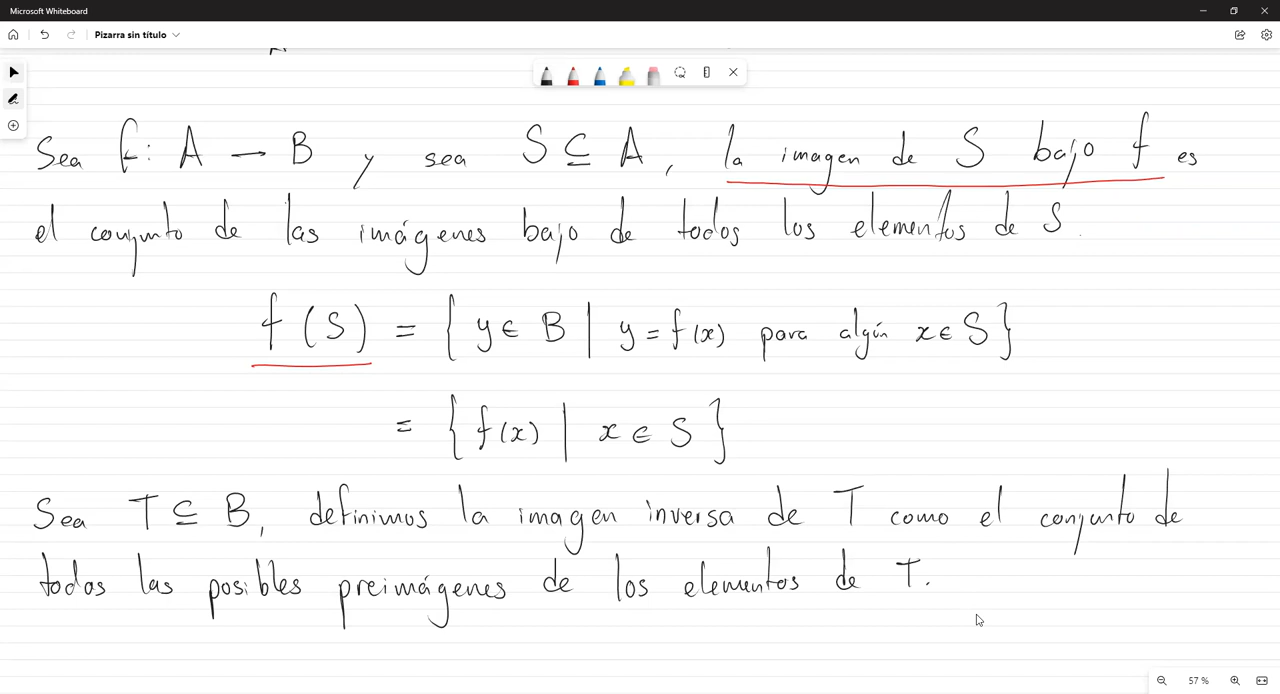 Microsoft Whiteboard
Pizarra sin título
Sea f: A → B y sea S ⊆ A, la imagen de S bajo f es
el conjunto de las imágenes bajo de todos los elementos de S.
f(S) = { y ∈ B | y = f(x) para algún x ∈ S }
= { f(x) | x ∈ S }
Sea T ⊆ B, definimos la imagen inversa de T como el conjunto de
todas las posibles preimágenes de los elementos de T.
57 %